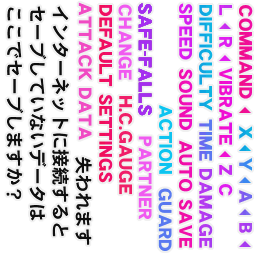 COMMAND ▼ X ▼ Y ▼ A ▼ B ▼
L ▼ R ▼ VIBRATE ▼ Z C
DIFFICULTY TIME DAMAGE
SPEED SOUND AUTO SAVE
ACTION GUARD
SAFE-FALLS PARTNER
CHANGE H.C.GAUGE
DEFAULT SETTINGS
ATTACK DATA 失われます
インターネットに接続すると
セーブしていないデータは
ここでセーブしますか？